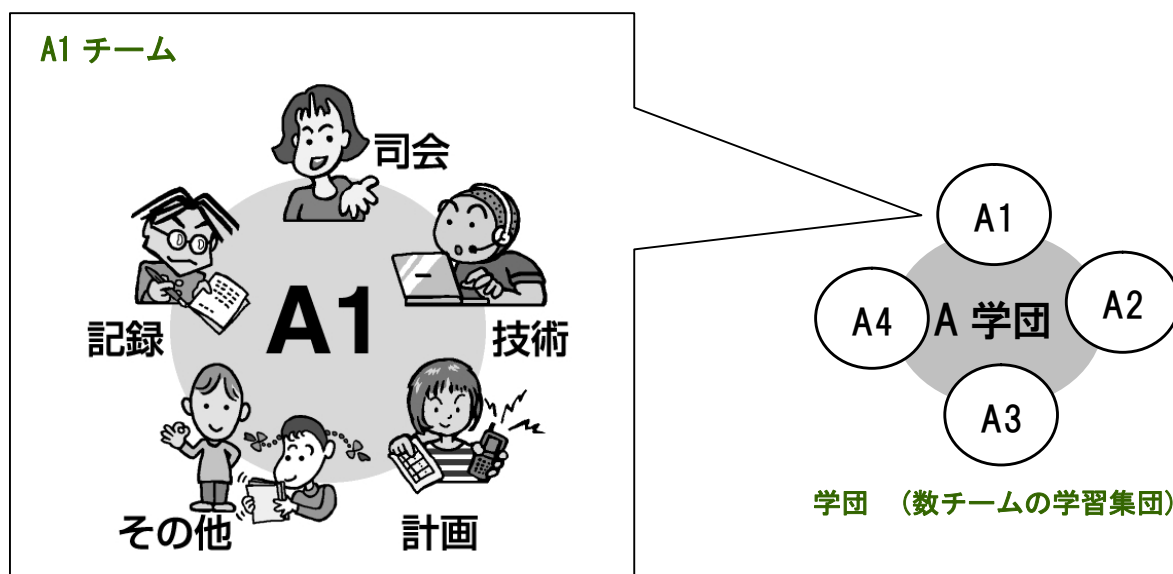 A1 チーム
司会
記録
A1
技術
その他
計画
A1
A4
A 学団
A2
A3
学団 （数チームの学習集団）